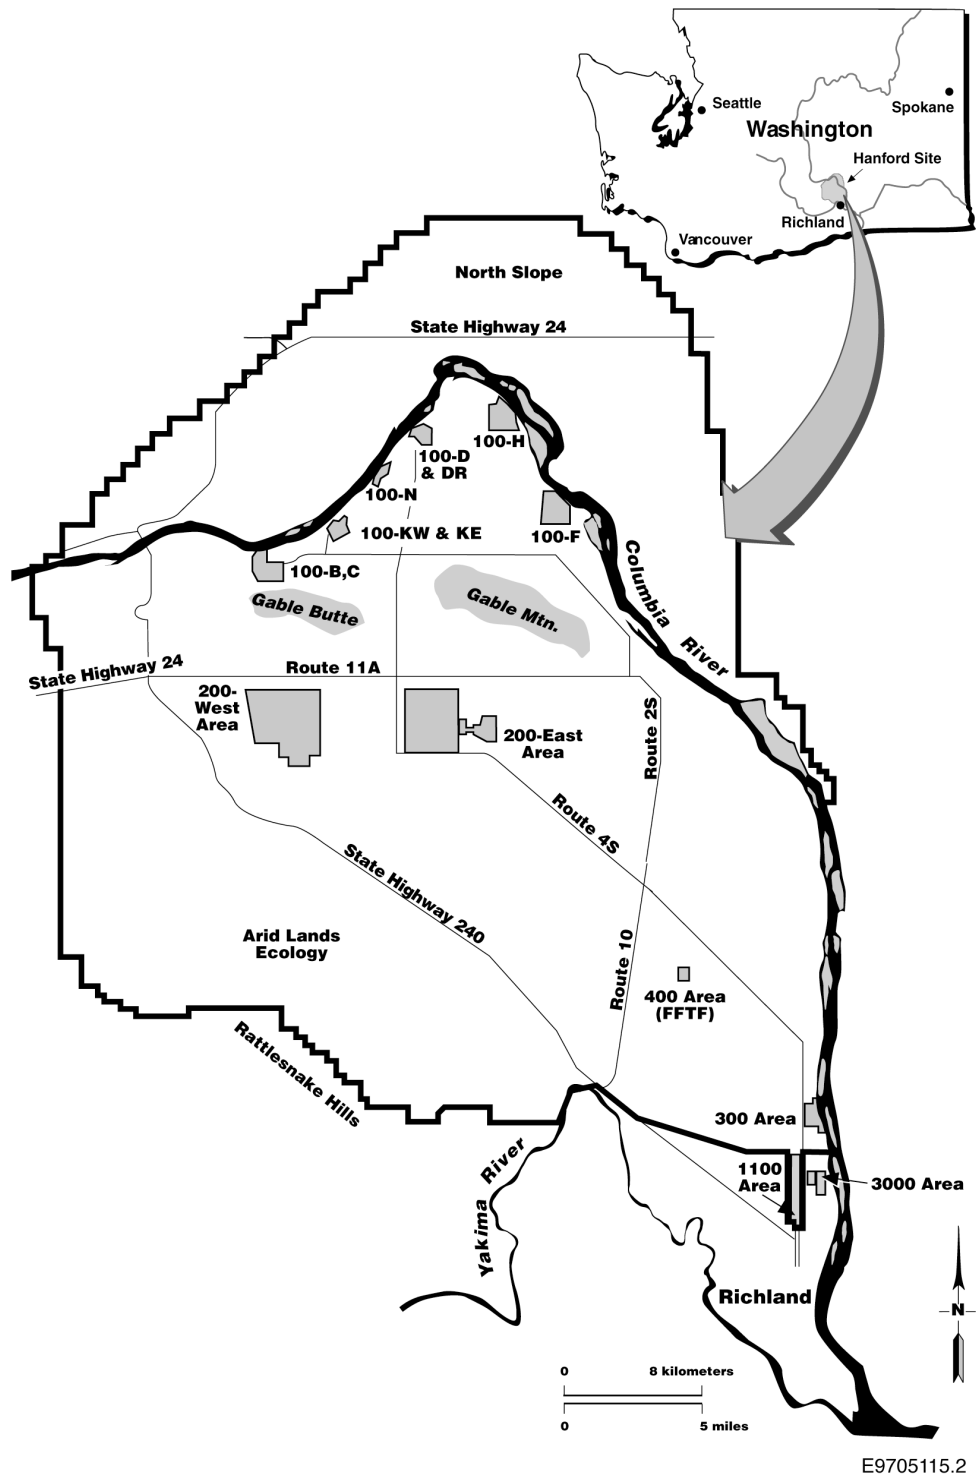 Seattle
Spokane
Washington
Hanford Site
Richland
Vancouver
North Slope
State Highway 24
100-H
100-D
& DR
100-N
100-KW & KE
100-F
100-B,C
Columbia River
Gable Butte
Gable Mtn.
Route 11A
State Highway 24
200-
West
Area
200-East
Area
Route 2S
Route 4S
State Highway 240
Arid Lands
Ecology
Route 10
400 Area
(FFTF)
Rattlesnake Hills
300 Area
1100
Area
3000 Area
Yakima River
Richland
N
0 8 kilometers
0 5 miles
E9705115.2